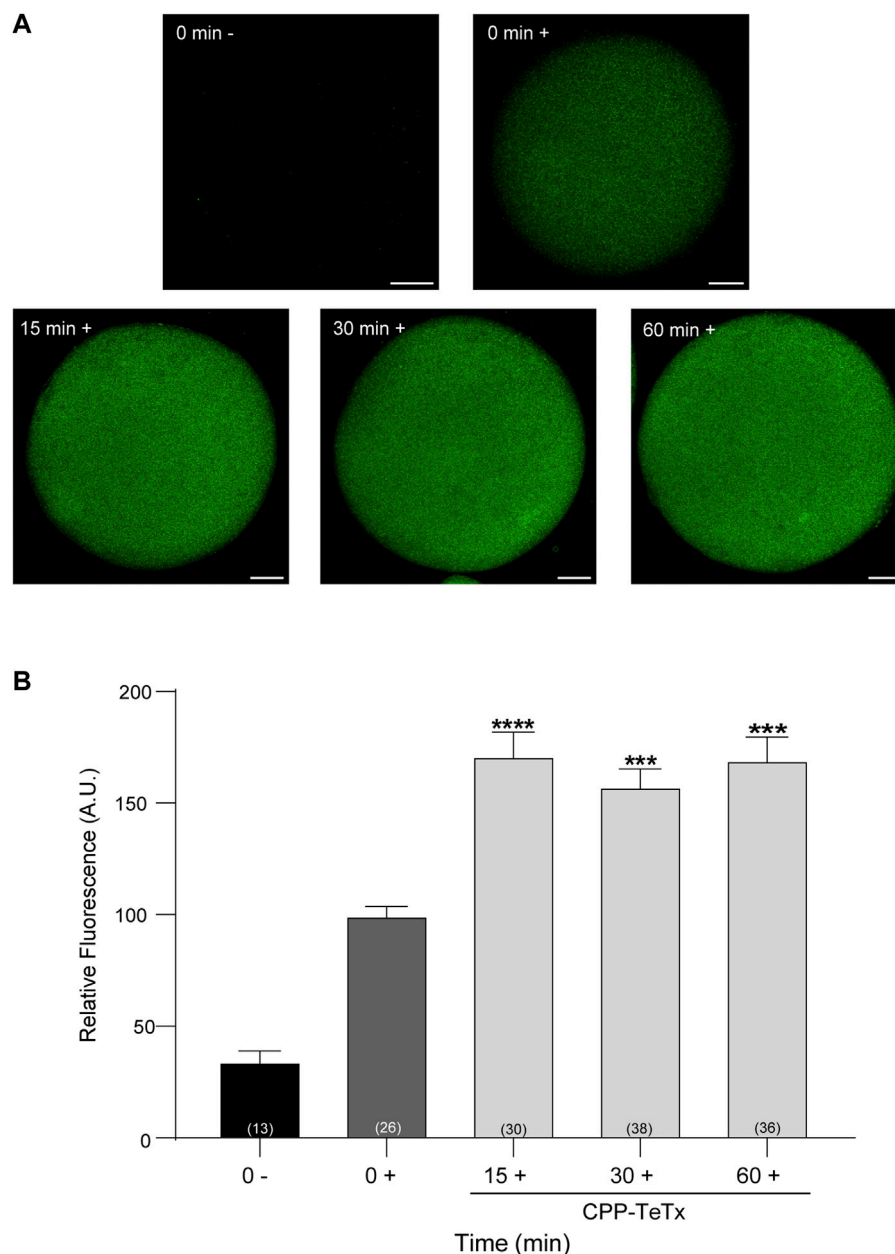 A
0 min -
0 min +
15 min +
30 min +
60 min +
B
200
150
100
50
0
Relative Fluorescence (A.U.)
****
***
***
(13)
(26)
(30)
(38)
(36)
0 -
0 +
15 +
30 +
60 +
CPP-TeTx
Time (min)